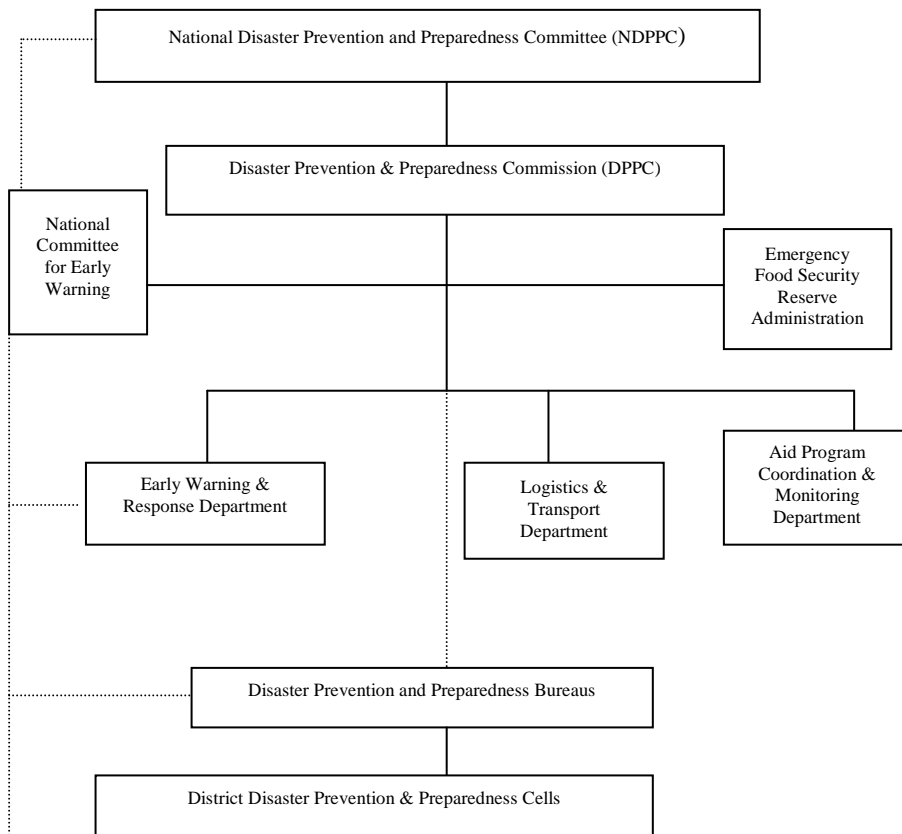 National Disaster Prevention and Preparedness Committee (NDPPC)
Disaster Prevention & Preparedness Commission (DPPC)
National
Committee
for Early
Warning
Emergency
Food Security
Reserve
Administration
Early Warning &
Response Department
Logistics &
Transport
Department
Aid Program
Coordination &
Monitoring
Department
Disaster Prevention and Preparedness Bureaus
District Disaster Prevention & Preparedness Cells